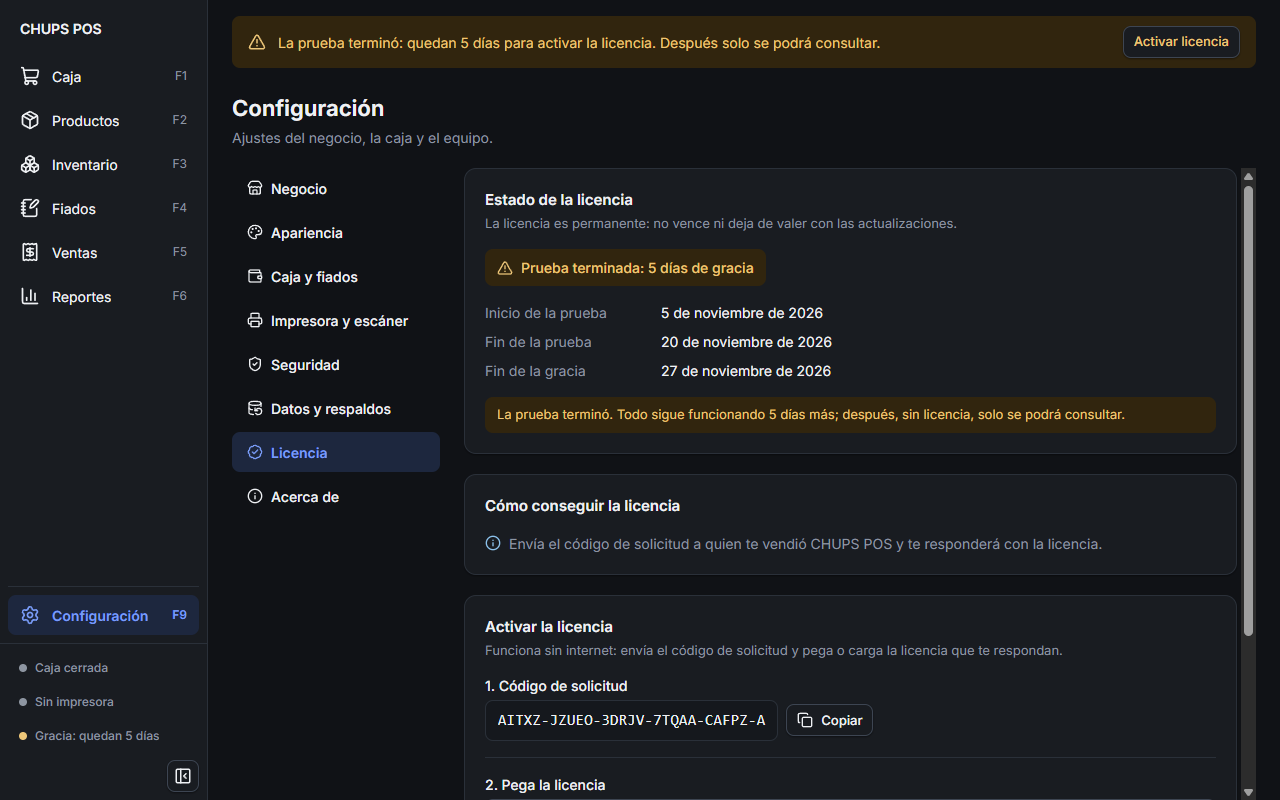 CHUPS POS
Caja F1
Productos F2
Inventario F3
Fiados F4
Ventas F5
Reportes F6
Configuración F9
Caja cerrada
Sin impresora
Gracia: quedan 5 días
La prueba terminó: quedan 5 días para activar la licencia. Después solo se podrá consultar.
Activar licencia
Configuración
Ajustes del negocio, la caja y el equipo.
Negocio
Apariencia
Caja y fiados
Impresora y escáner
Seguridad
Datos y respaldos
Licencia
Acerca de
Estado de la licencia
La licencia es permanente: no vence ni deja de valer con las actualizaciones.
Prueba terminada: 5 días de gracia
Inicio de la prueba 5 de noviembre de 2026
Fin de la prueba 20 de noviembre de 2026
Fin de la gracia 27 de noviembre de 2026
La prueba terminó. Todo sigue funcionando 5 días más; después, sin licencia, solo se podrá consultar.
Cómo conseguir la licencia
Envía el código de solicitud a quien te vendió CHUPS POS y te responderá con la licencia.
Activar la licencia
Funciona sin internet: envía el código de solicitud y pega o carga la licencia que te respondan.
1. Código de solicitud
AITXZ-JZUEO-3DRJV-7TQAA-CAFPZ-A
Copiar
2. Pega la licencia